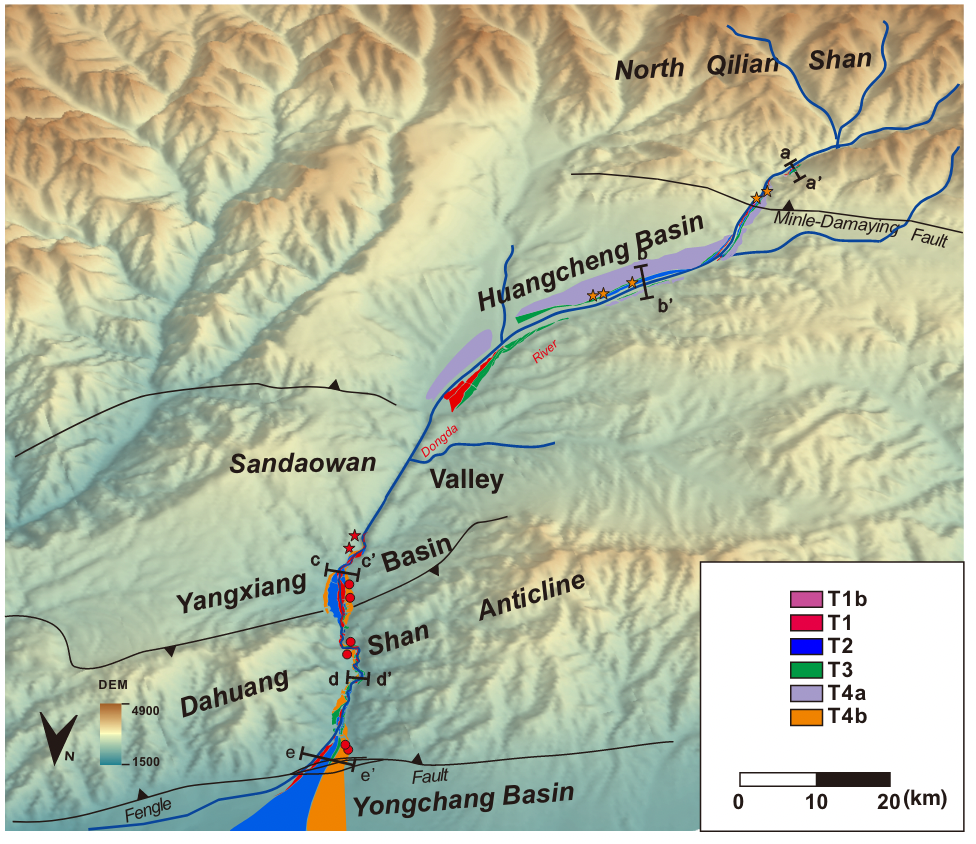 North Qilian Shan
a
a'
Minle-Damaying Fault
Huangcheng Basin
b
b'
River
Dongda
Sandaowan
Valley
c
c'
Basin
Yangxiang
Anticline
Shan
d
d'
Dahuang
DEM
4900
1500
N
e
e'
Fault
Fengle
Yongchang Basin
T1b
T1
T2
T3
T4a
T4b
0 10 20 (km)